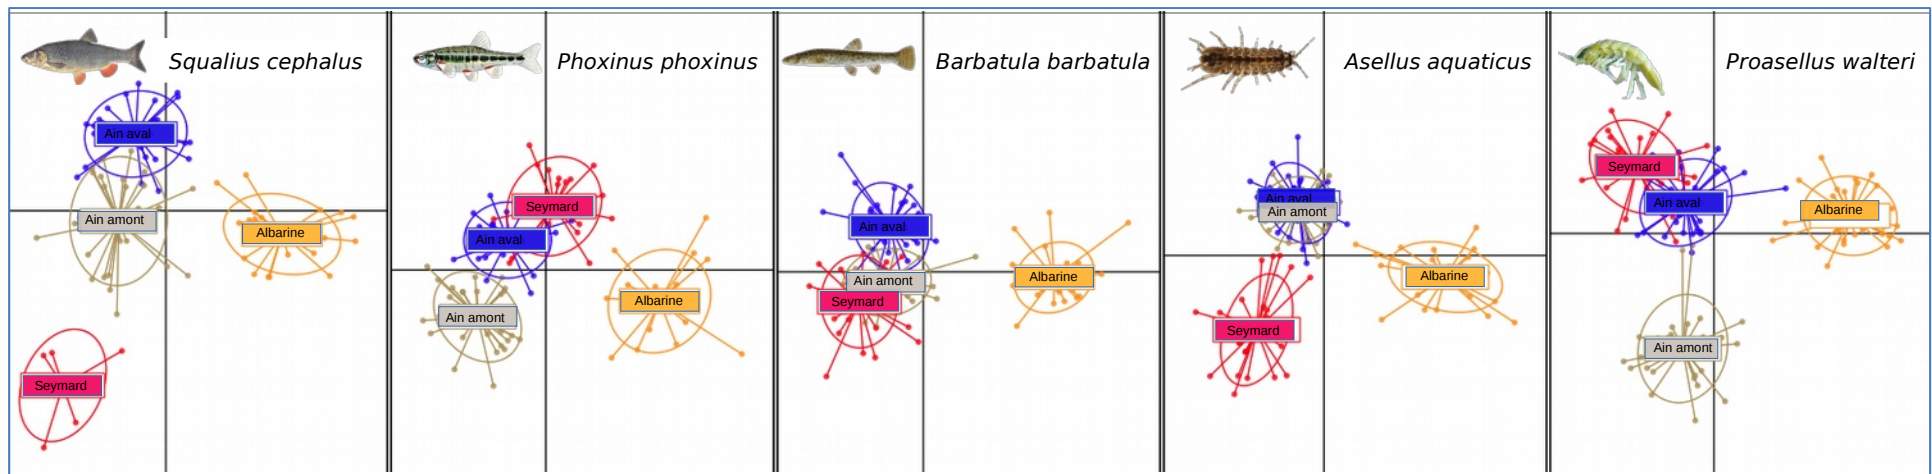 Squalius cephalus
Ain aval
Ain amont
Albarine
Seymard
Phoxinus phoxinus
Seymard
Ain aval
Albarine
Ain amont
Barbatula barbatula
Ain aval
Albarine
Ain amont
Seymard
Asellus aquaticus
Ain aval
Ain amont
Albarine
Seymard
Proasellus walteri
Seymard
Ain aval
Albarine
Ain amont